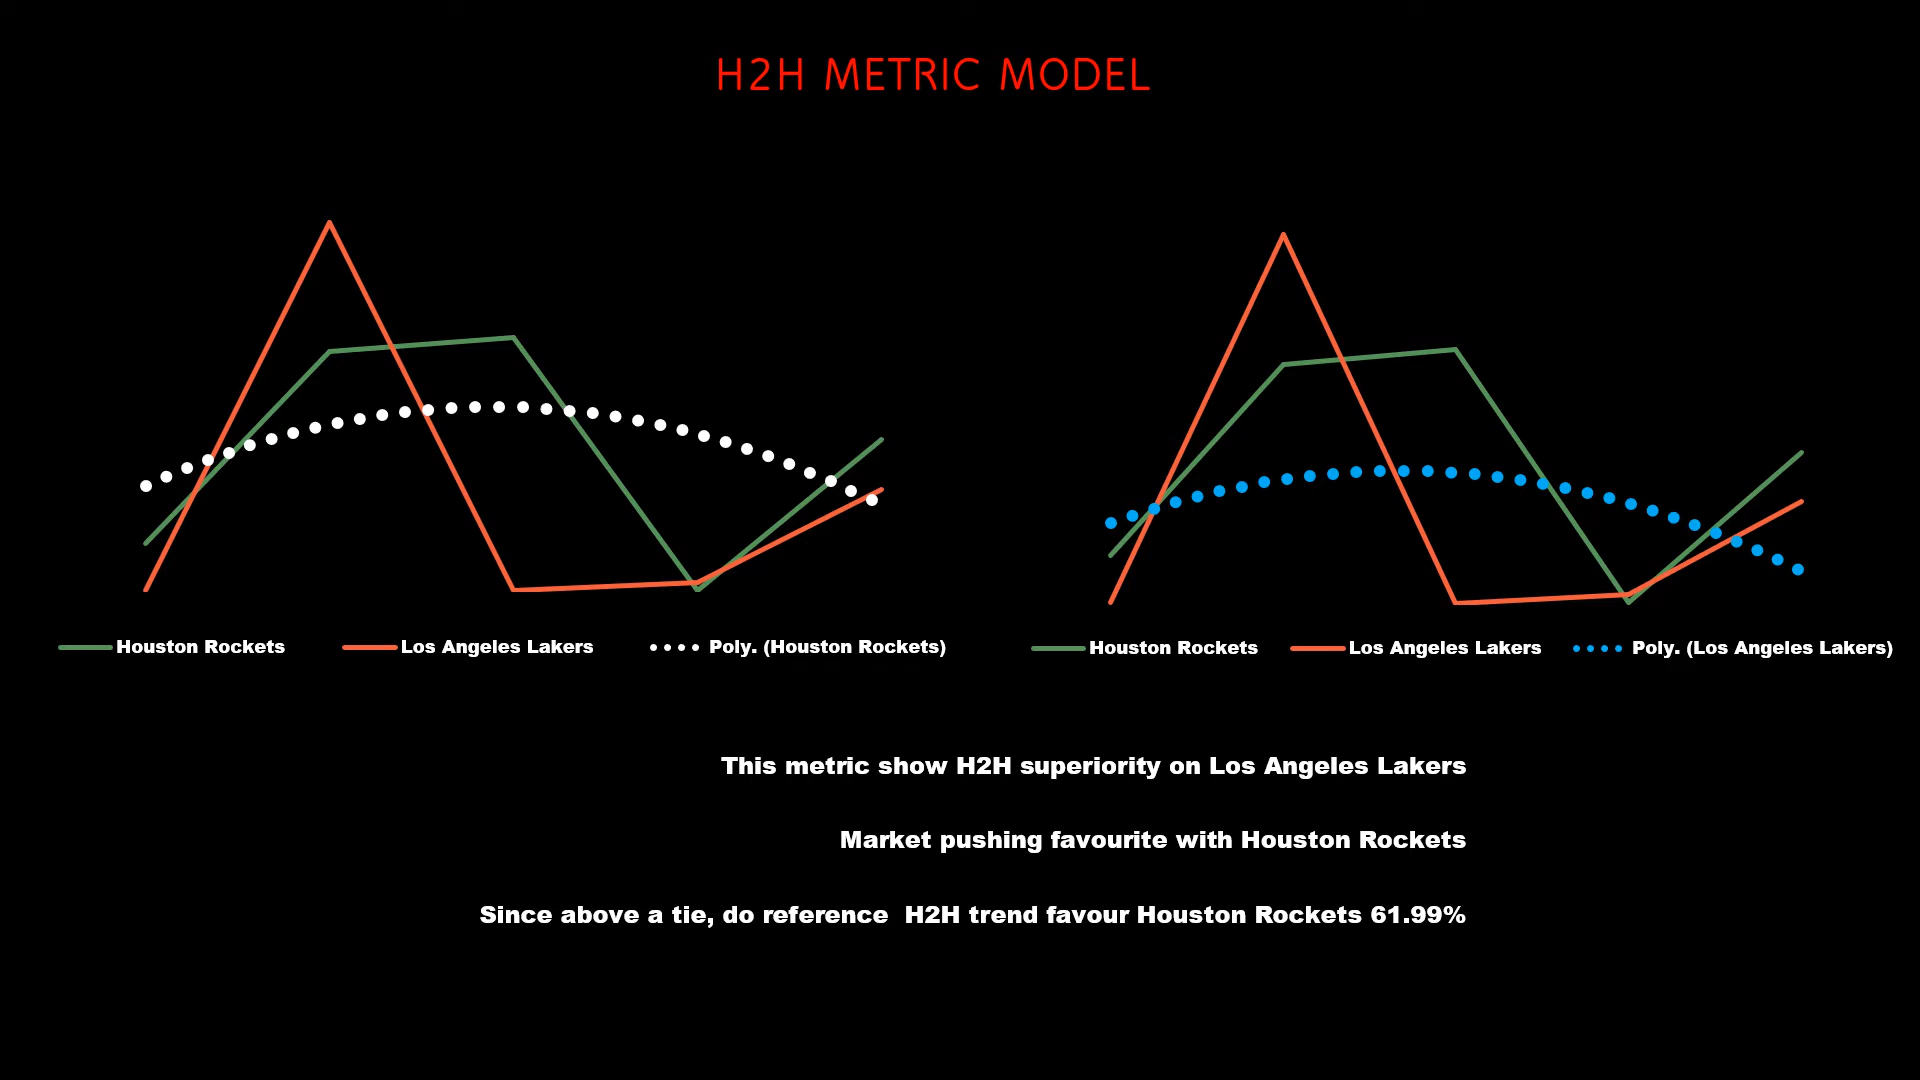 H2H METRIC MODEL
Houston Rockets Los Angeles Lakers Poly. (Houston Rockets)
Houston Rockets Los Angeles Lakers Poly. (Los Angeles Lakers)
This metric show H2H superiority on Los Angeles Lakers
Market pushing favourite with Houston Rockets
Since above a tie, do reference  H2H trend favour Houston Rockets 61.99%